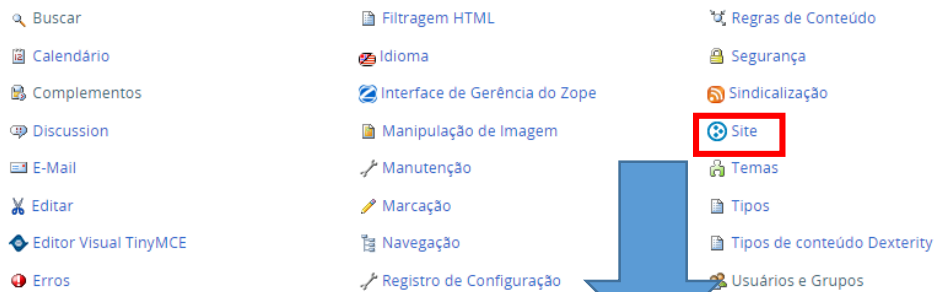 Buscar Filtragem HTML Regras de Conteúdo
Calendário Idioma Segurança
Complementos Interface de Gerência do Zope Sindicalização
Discussion Manipulação de Imagem Site
E-Mail Manutenção Temas
Editar Marcação Tipos
Editor Visual TinyMCE Navegação Tipos de conteúdo Dexterity
Erros Registro de Configuração Usuários e Grupos